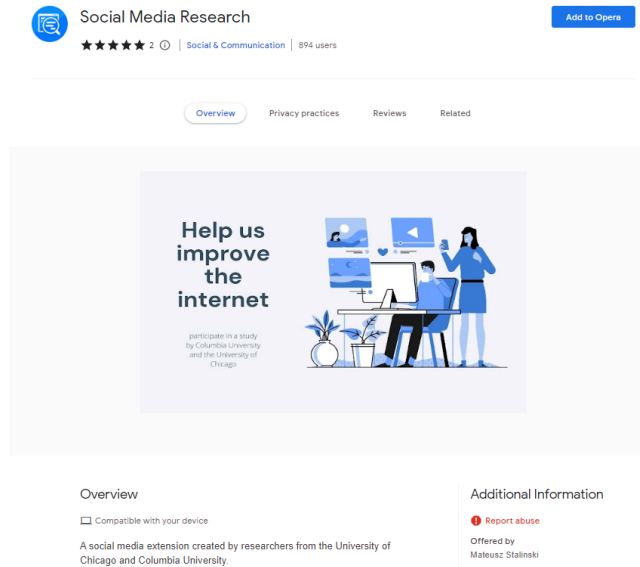 Social Media Research
Add to Opera
2 Social & Communication 894 users
Overview Privacy practices Reviews Related
Help us
improve
the
internet
participate in a study
by Columbia University
and the University of
Chicago
Overview
Compatible with your device
A social media extension created by researchers from the University of
Chicago and Columbia University.
Additional Information
Report abuse
Offered by
Mateusz Stalinski